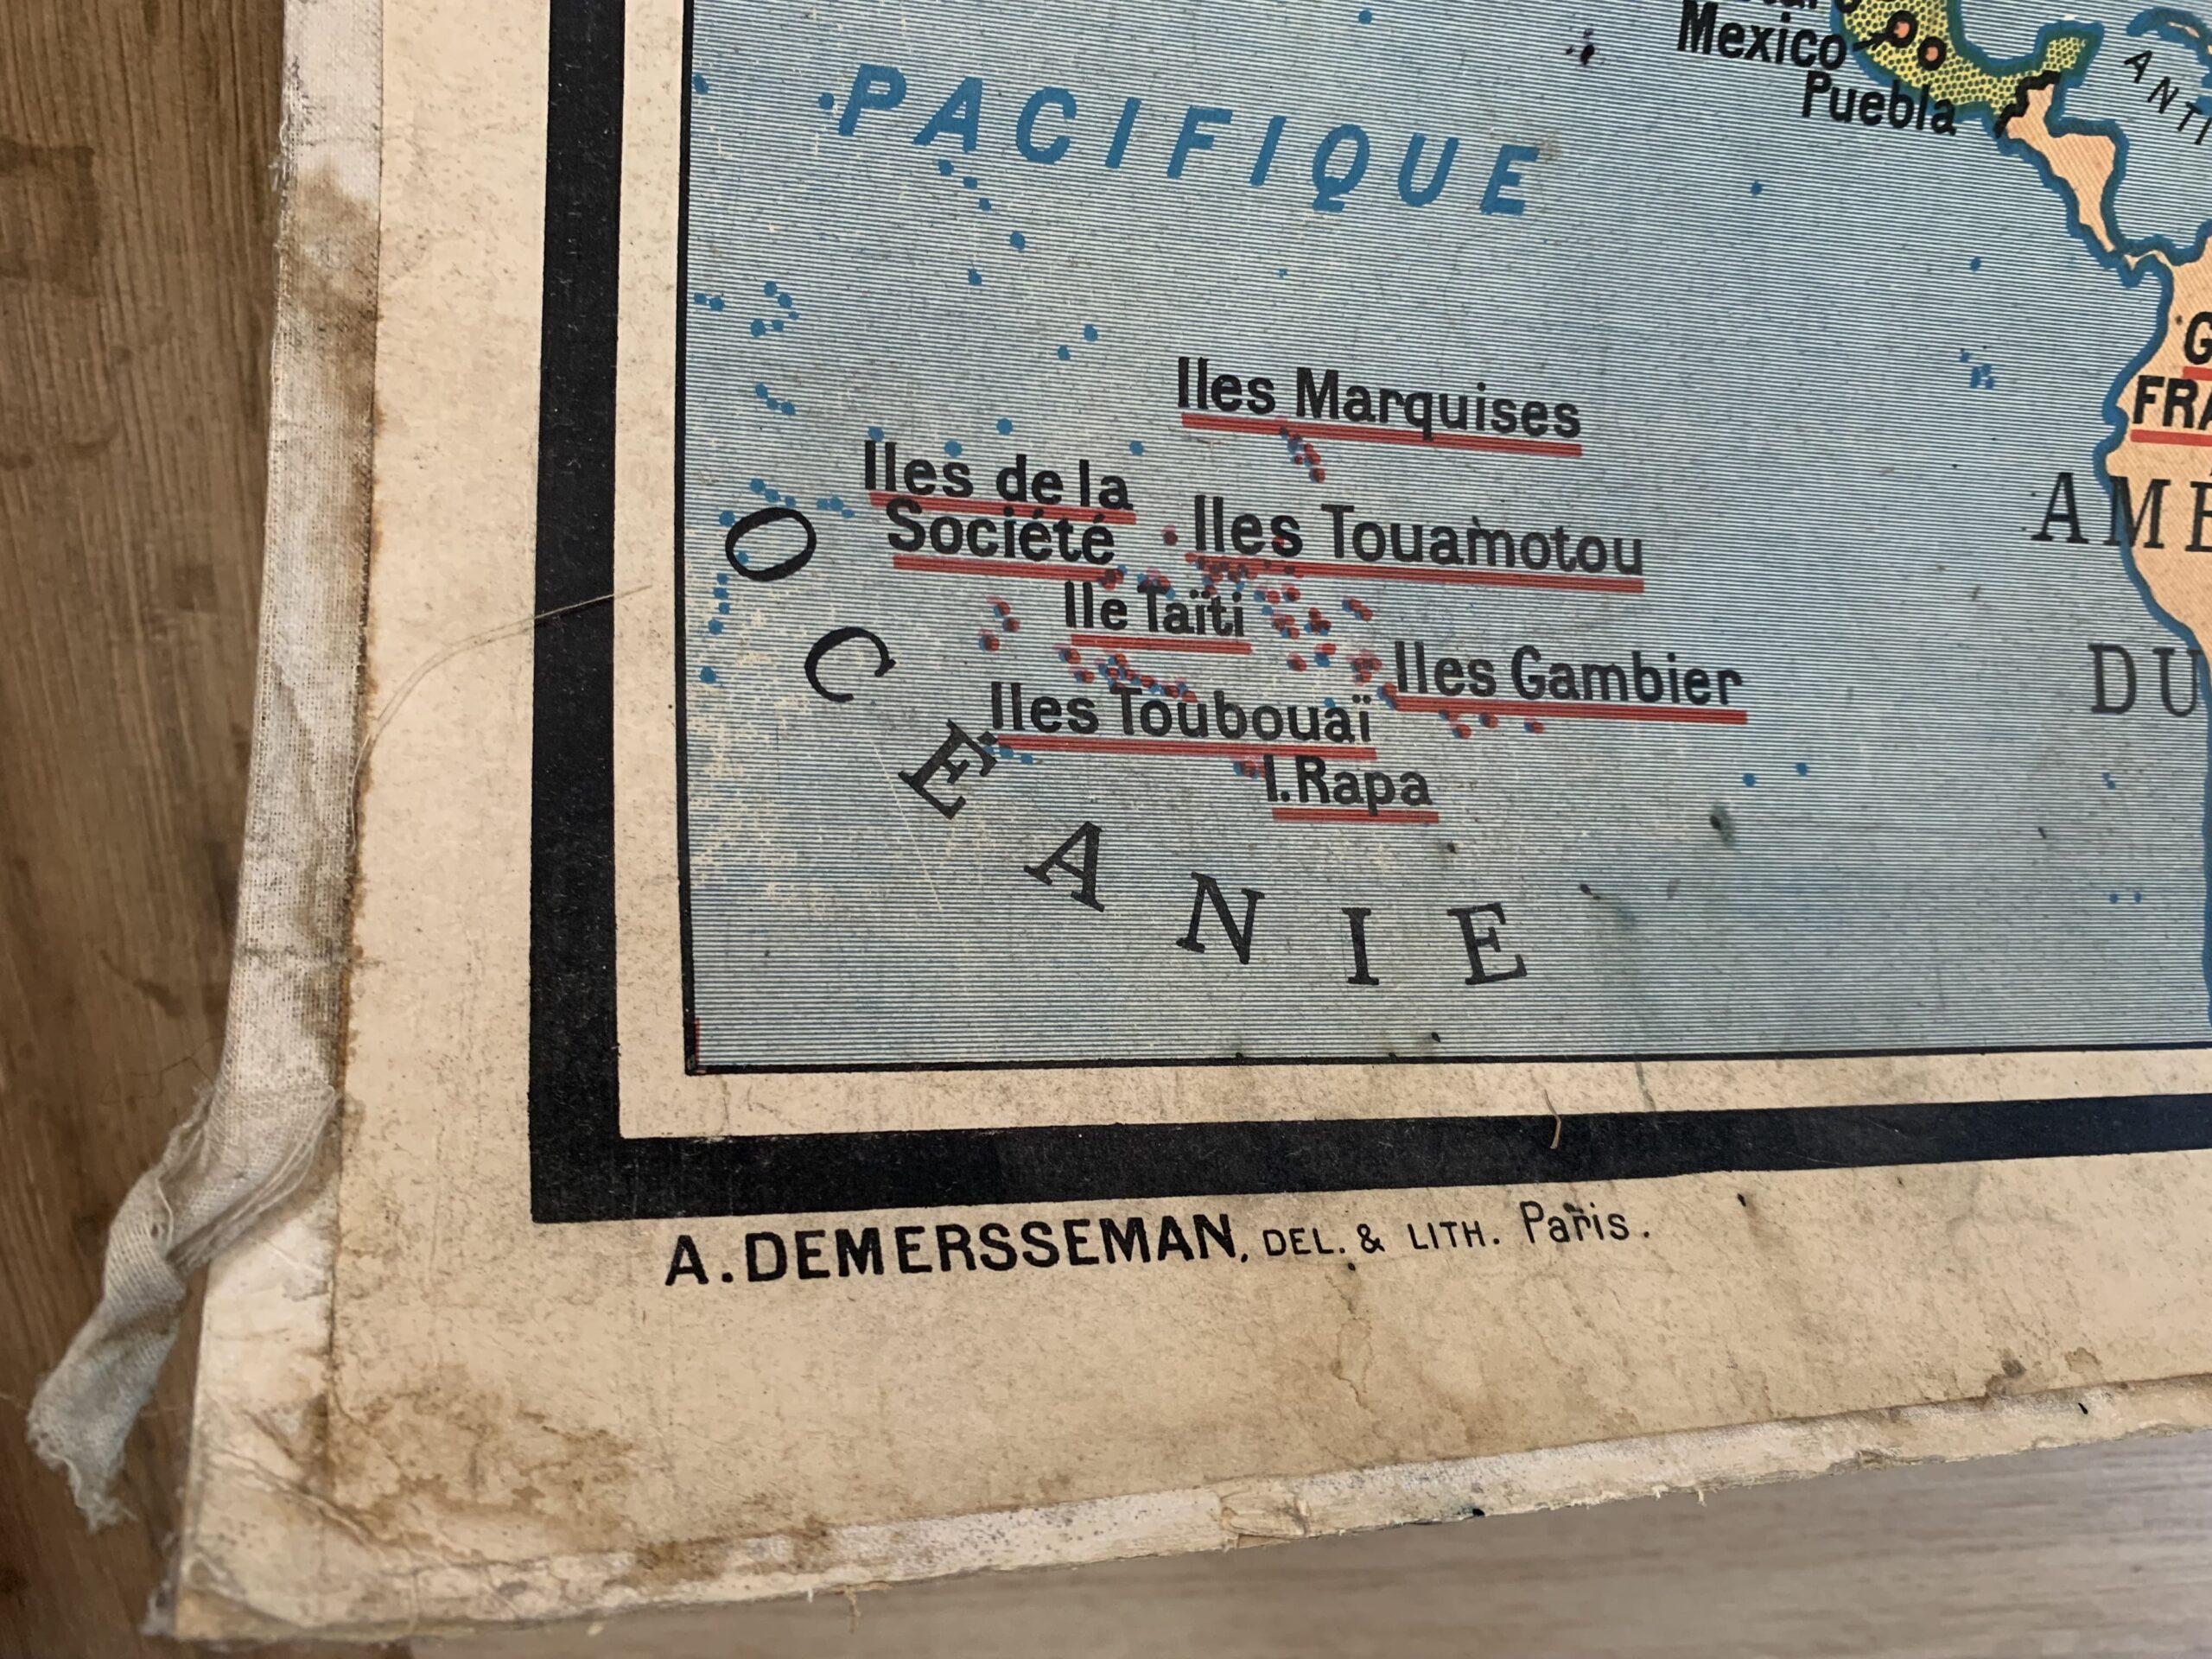 Mexico
Puebla
PACIFIQUE
Iles Marquises
Iles de la
Société
Iles Touamotou
Ile Taïti
Iles Gambier
Iles Toubouaï
I. Rapa
OCEANIE
DU
A. DEMERSSEMAN, DEL. & LITH. Paris.